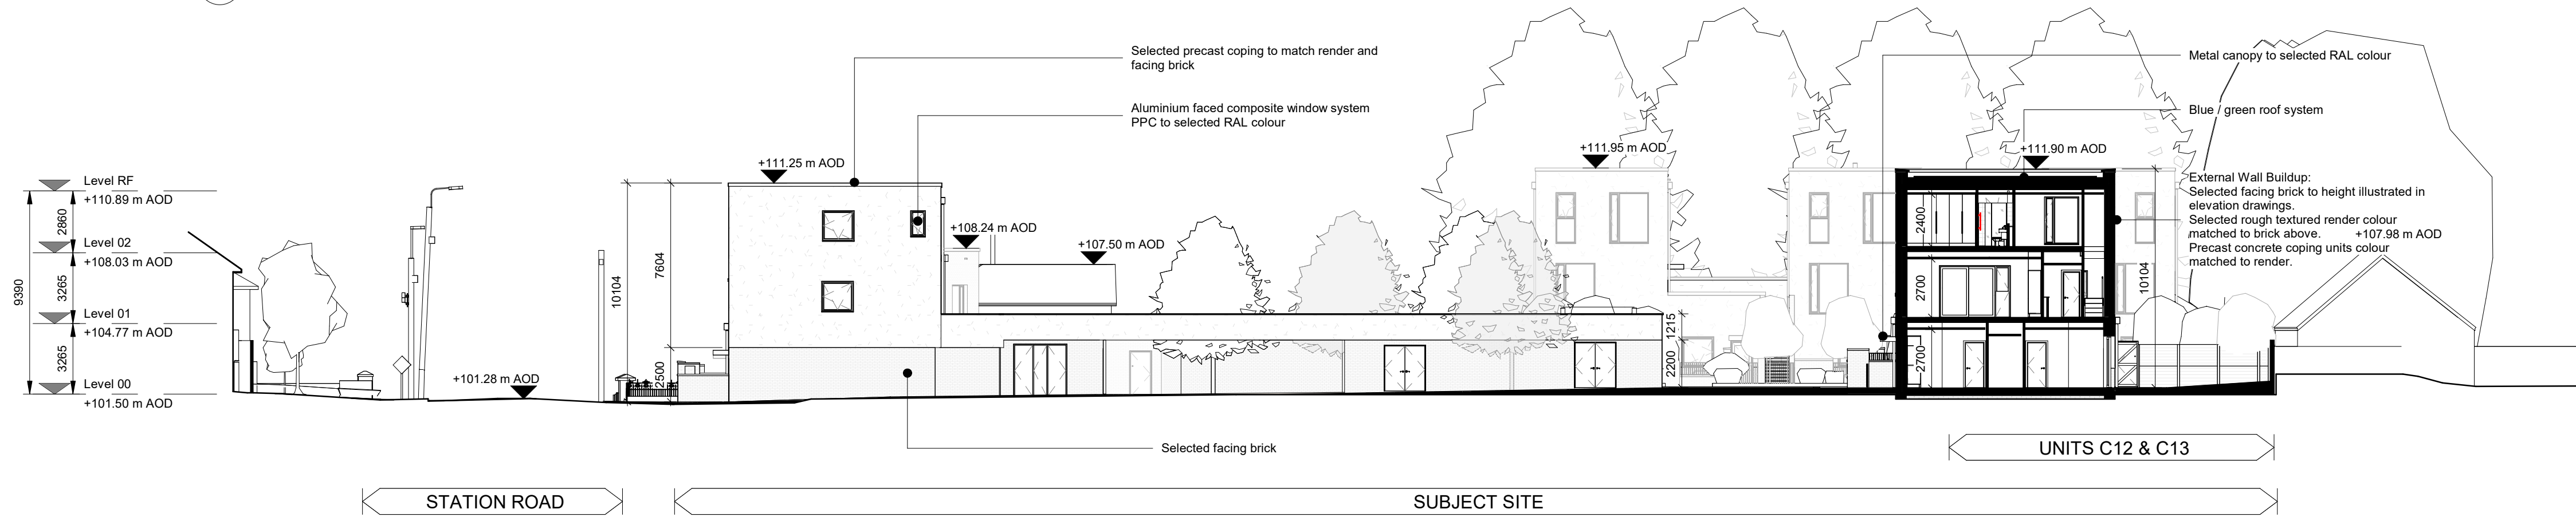 Selected precast coping to match render and
facing brick
Metal canopy to selected RAL colour
Aluminium faced composite window system
PPC to selected RAL colour
Blue / green roof system
+111.95 m AOD
+111.90 m AOD
+111.25 m AOD
External Wall Buildup:
Selected facing brick to height illustrated in
elevation drawings.
Selected rough textured render colour
matched to brick above.
Precast concrete coping units colour
matched to render.
+107.98 m AOD
Level RF
+110.89 m AOD
2860
Level 02
+108.03 m AOD
3265
Level 01
+104.77 m AOD
3265
Level 00
+101.50 m AOD
9390
+101.28 m AOD
10104
7604
2500
+108.24 m AOD
+107.50 m AOD
1215
2200
2400
2700
2700
10104
Selected facing brick
UNITS C12 & C13
STATION ROAD
SUBJECT SITE